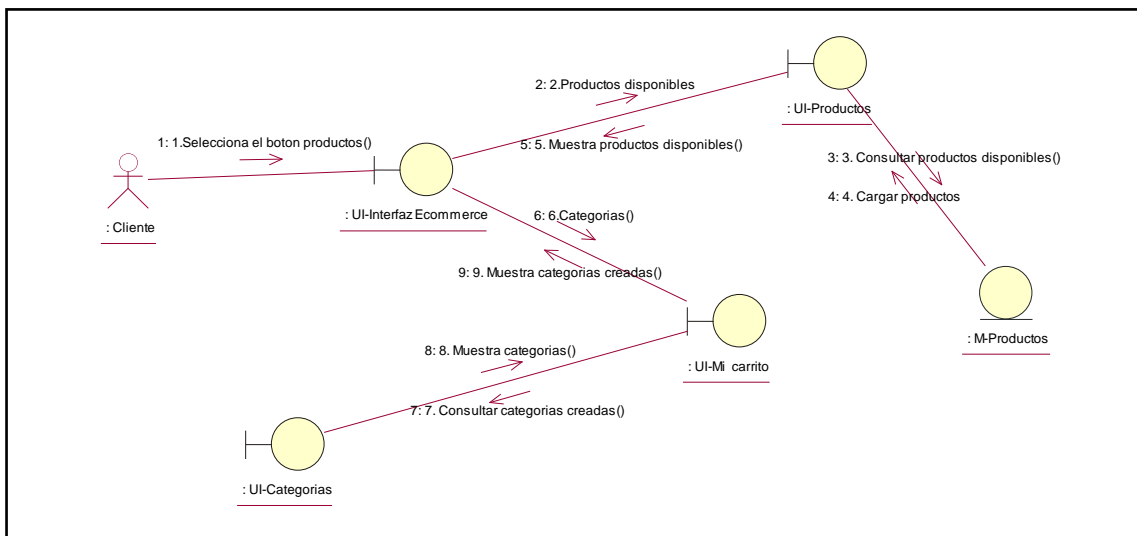 2: 2.Productos disponibles
: UI-Productos
1: 1.Selecciona el boton productos()
5: 5. Muestra productos disponibles()
3: 3. Consultar productos disponibles()
4: 4. Cargar productos
: Cliente
: UI-Interfaz Ecommerce
6: 6.Categorias()
9: 9. Muestra categorias creadas()
: M-Productos
8: 8. Muestra categorias()
: UI-Mi carrito
7: 7. Consultar categorias creadas()
: UI-Categorias